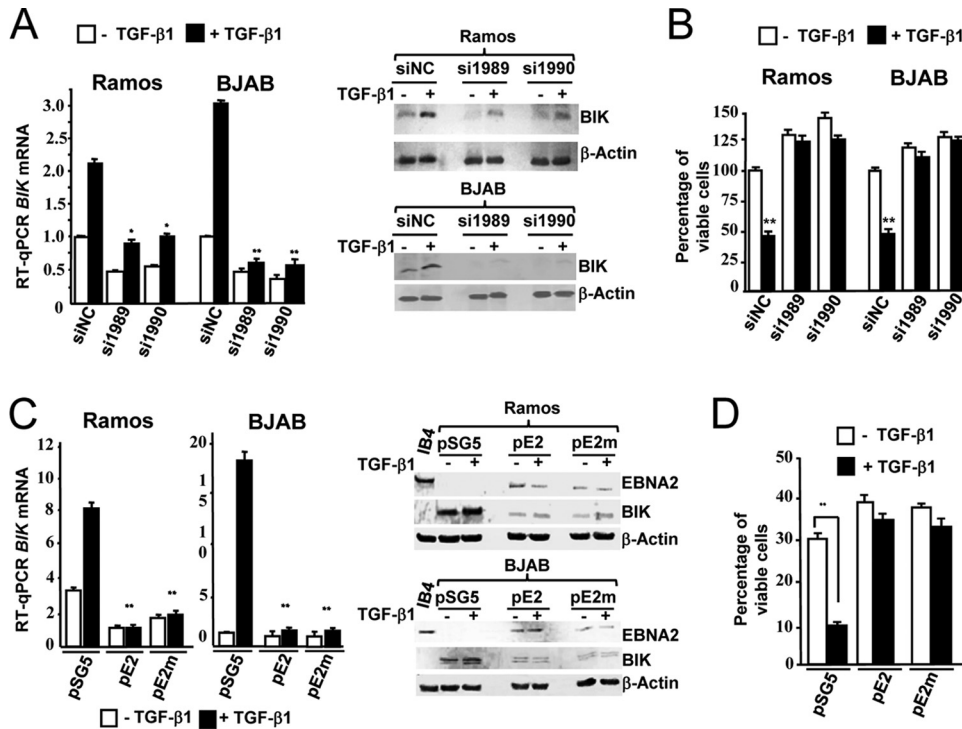 A
- TGF-β1 + TGF-β1
Ramos BJAB
RT-qPCR BIK mRNA
3.0
2.5
2.0
1.5
1.0
0.5
0
siNC si1989 si1990 siNC si1989 si1990
* * ** **
Ramos
siNC si1989 si1990
TGF-β1 - + - + - +
BIK
β-Actin
BJAB
siNC si1989 si1990
TGF-β1 - + - + - +
BIK
β-Actin
B
- TGF-β1 + TGF-β1
Ramos BJAB
Percentage of
viable cells
150
125
100
75
50
25
0
** **
siNC si1989 si1990 siNC si1989 si1990
C
Ramos BJAB
RT-qPCR BIK mRNA
12
10
8
6
4
2
0
20
1
5
1
0
5
0
** ** ** **
pSG5 pE2 pE2m pSG5 pE2 pE2m
- TGF-β1 + TGF-β1
Ramos
IB4 pSG5 pE2 pE2m
TGF-β1 - + - + - +
EBNA2
BIK
β-Actin
BJAB
IB4 pSG5 pE2 pE2m
TGF-β1 - + - + - +
EBNA2
BIK
β-Actin
D
- TGF-β1
+ TGF-β1
Percentage of
viable cells
50
40
30
20
10
0
**
pSG5 pE2 pE2m